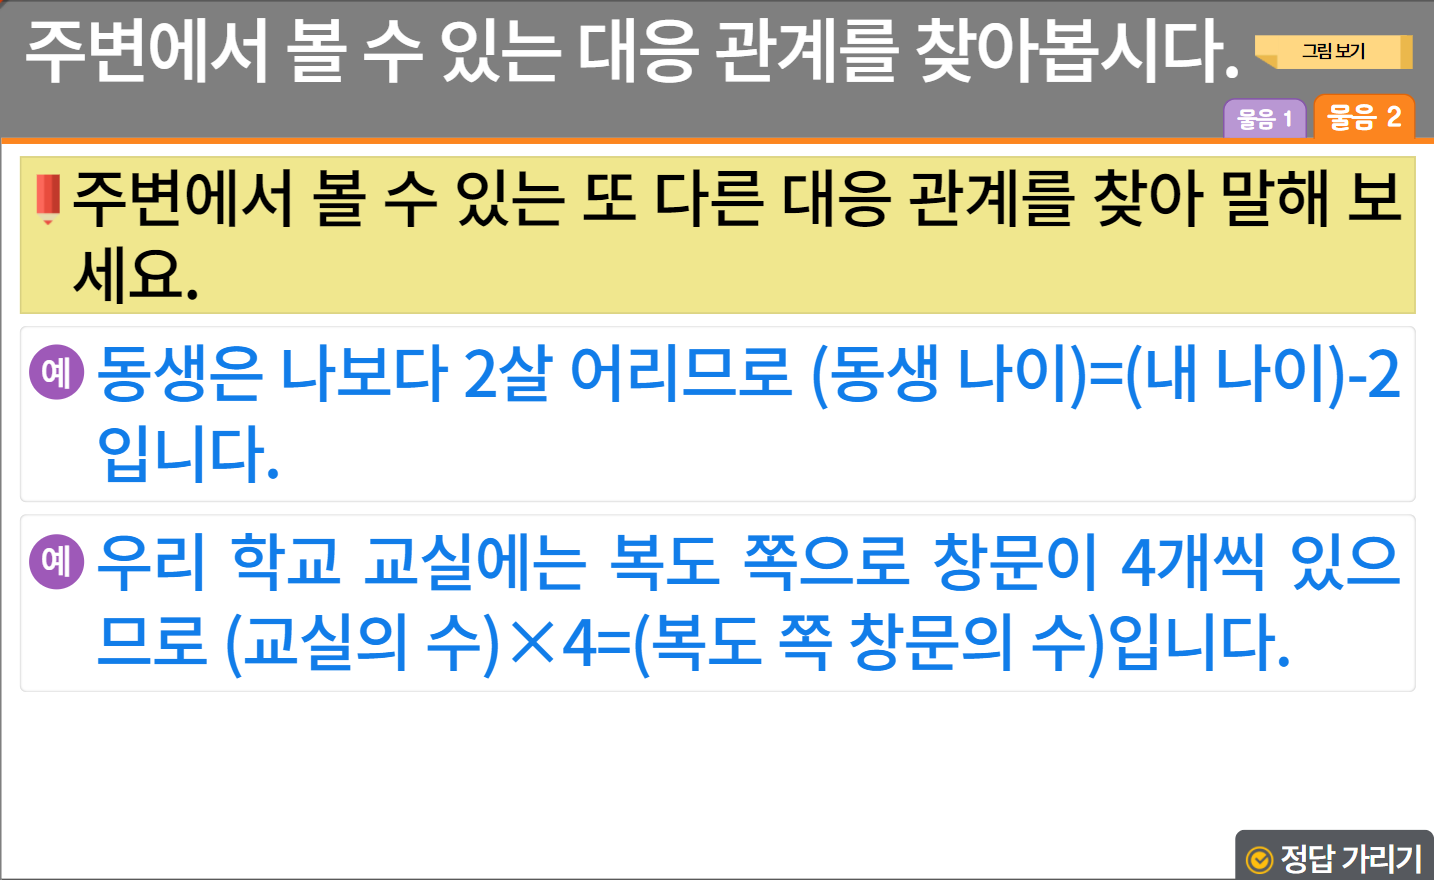 주변에서 볼 수 있는 대응 관계를 찾아봅시다.
그림 보기
물음 1
물음 2
주변에서 볼 수 있는 또 다른 대응 관계를 찾아 말해 보
세요.
예 동생은 나보다 2살 어리므로 (동생 나이)=(내 나이)-2
입니다.
예 우리 학교 교실에는 복도 쪽으로 창문이 4개씩 있으
므로 (교실의 수)×4=(복도 쪽 창문의 수)입니다.
정답 가리기